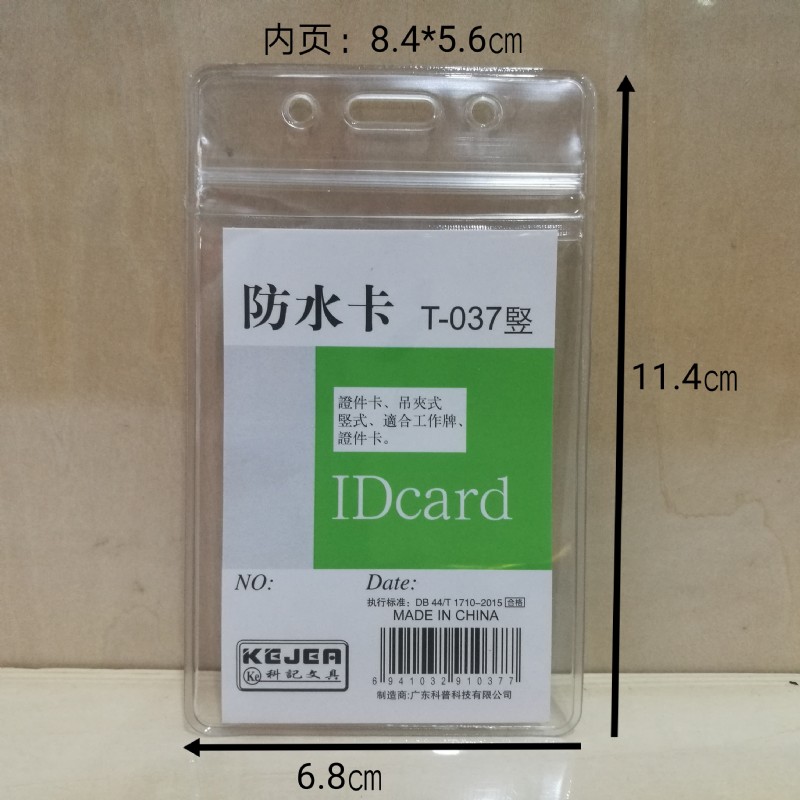 内页：8.4*5.6㎝
防水卡 T-037竖
證件卡、吊夾式
竪式、適合工作牌、
證件卡。
IDcard
NO: Date:
执行标准：DB 44/T 1710-2015 合格
MADE IN CHINA
KEJEA
Ke 科記文具
6 941032 910377
制造商:广东科普科技有限公司
11.4㎝
6.8㎝